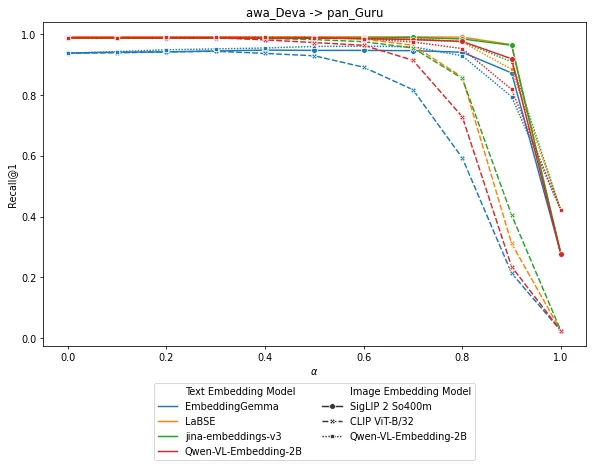 awa_Deva -> pan_Guru
Recall@1
1.0
0.8
0.6
0.4
0.2
0.0
0.0 0.2 0.4 0.6 0.8 1.0
α
Text Embedding Model Image Embedding Model
EmbeddingGemma SigLIP 2 So400m
LaBSE CLIP ViT-B/32
jina-embeddings-v3 Qwen-VL-Embedding-2B
Qwen-VL-Embedding-2B